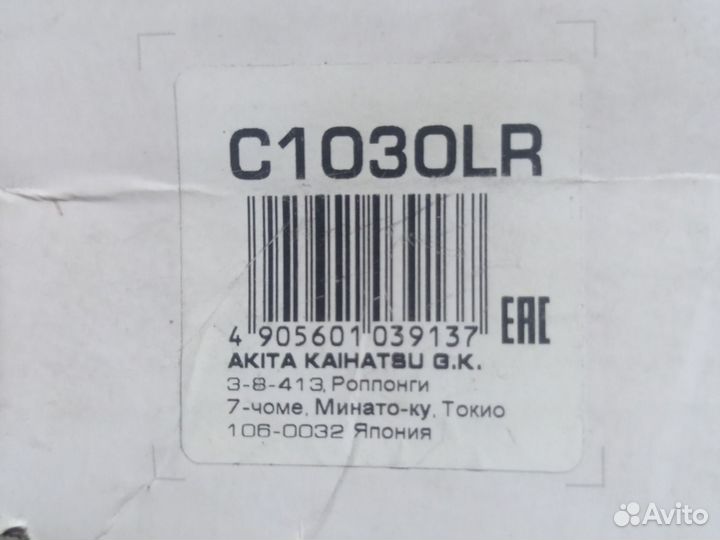 C1030LR
4 905601 039137
EAC
AKITA KAIHATSU G.K.
3-8-413, Роппонги
7-чоме, Минато-ку, Токио
106-0032 Япония
Avito